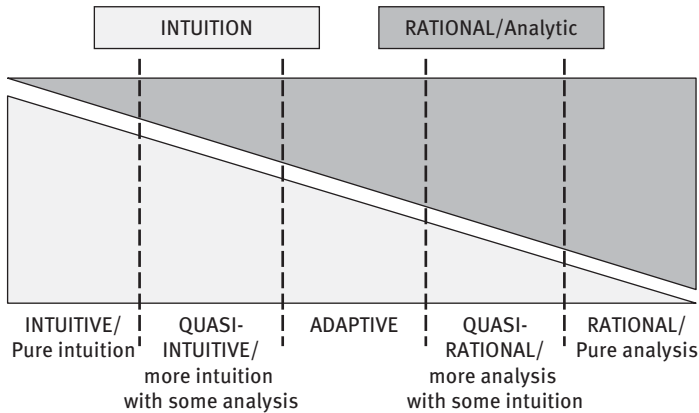 INTUITION
RATIONAL/Analytic
INTUITIVE/
Pure intuition
QUASI-
INTUITIVE/
more intuition
with some analysis
ADAPTIVE
QUASI-
RATIONAL/
more analysis
with some intuition
RATIONAL/
Pure analysis